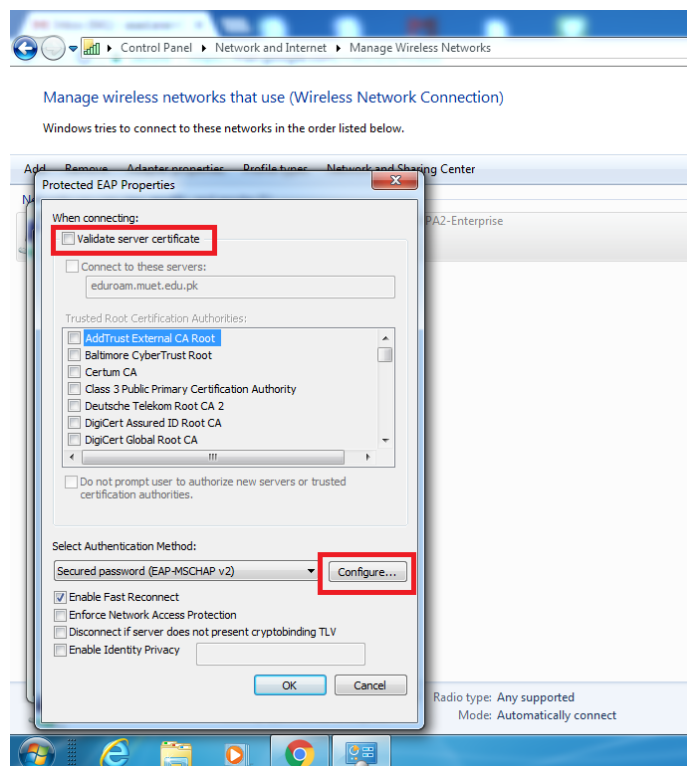 Control Panel ▸ Network and Internet ▸ Manage Wireless Networks
Manage wireless networks that use (Wireless Network Connection)
Windows tries to connect to these networks in the order listed below.
Add Remove Adapter properties Profile types Network and Sharing Center
Protected EAP Properties
PA2-Enterprise
When connecting:
Validate server certificate
Connect to these servers:
eduroam.muet.edu.pk
Trusted Root Certification Authorities:
AddTrust External CA Root
Baltimore CyberTrust Root
Certum CA
Class 3 Public Primary Certification Authority
Deutsche Telekom Root CA 2
DigiCert Assured ID Root CA
DigiCert Global Root CA
Do not prompt user to authorize new servers or trusted
certification authorities.
Select Authentication Method:
Secured password (EAP-MSCHAP v2) Configure...
Enable Fast Reconnect
Enforce Network Access Protection
Disconnect if server does not present cryptobinding TLV
Enable Identity Privacy
OK Cancel
Radio type: Any supported
Mode: Automatically connect